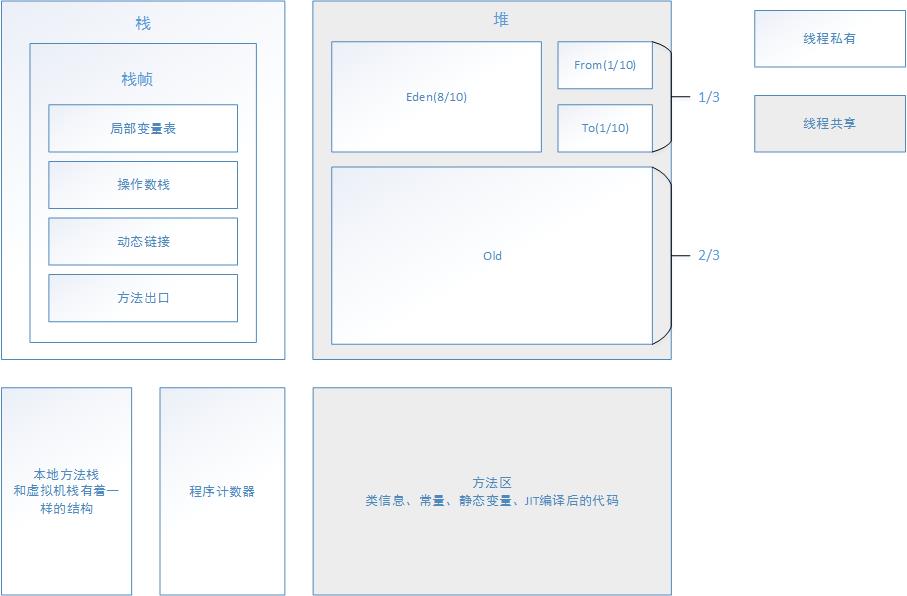 栈
栈帧
局部变量表
操作数栈
动态链接
方法出口
堆
Eden(8/10)
From(1/10)
To(1/10)
1/3
Old
2/3
线程私有
线程共享
本地方法栈
和虚拟机栈有着一
样的结构
程序计数器
方法区
类信息、常量、静态变量、JIT编译后的代码